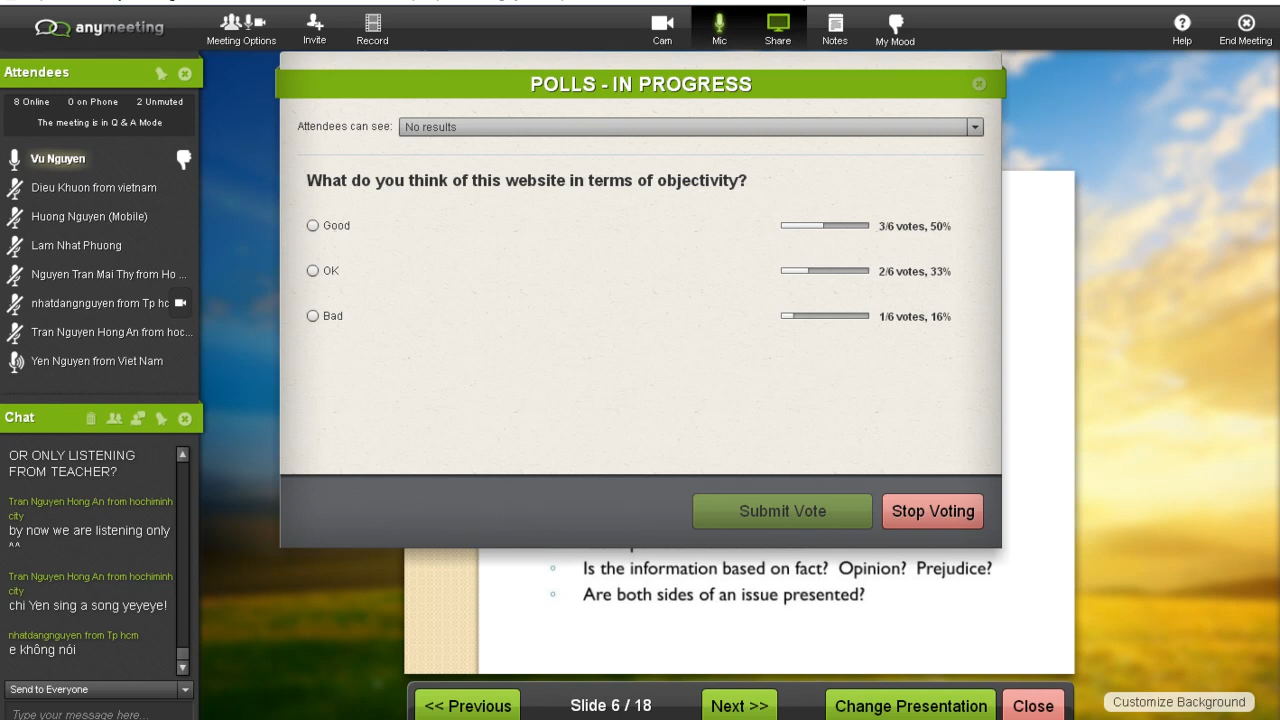 anymeeting
Meeting Options
Invite
Record
Cam
Mic
Share
Notes
My Mood
Help
End Meeting
Attendees
8 Online 0 on Phone 2 Unmuted
The meeting is in Q & A Mode
Vu Nguyen
Dieu Khuon from vietnam
Huong Nguyen (Mobile)
Lam Nhat Phuong
Nguyen Tran Mai Thy from Ho ...
nhatdangnguyen from Tp hc
Tran Nguyen Hong An from hoc...
Yen Nguyen from Viet Nam
Chat
OR ONLY LISTENING
FROM TEACHER?
Tran Nguyen Hong An from hochiminh
city
by now we are listening only
^^
Tran Nguyen Hong An from hochiminh
city
chi Yen sing a song yeyeye!
nhatdangnguyen from Tp hcm
e không nói
Send to Everyone
Type your message here...
POLLS - IN PROGRESS
Attendees can see: No results
What do you think of this website in terms of objectivity?
Good 3/6 votes, 50%
OK 2/6 votes, 33%
Bad 1/6 votes, 16%
Submit Vote
Stop Voting
Is the information based on fact? Opinion? Prejudice?
Are both sides of an issue presented?
<< Previous
Slide 6 / 18
Next >>
Change Presentation
Close
Customize Background